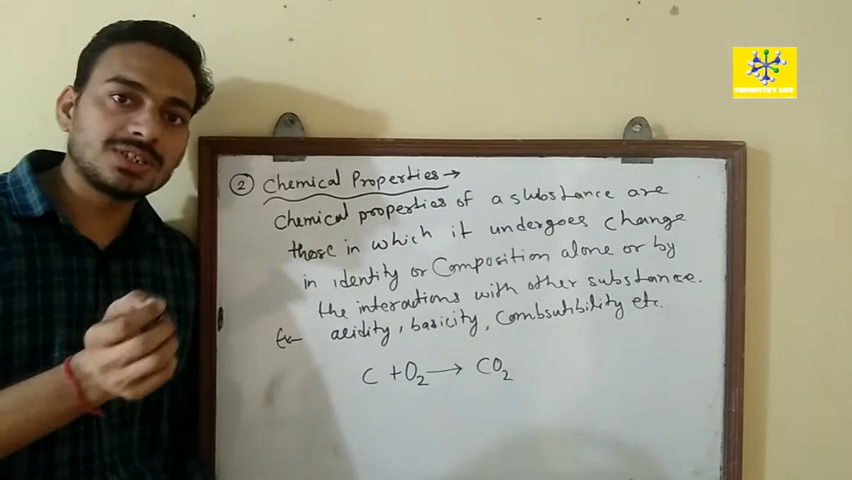 ② Chemical Properties →
Chemical properties of a substance are
those in which it undergoes change
in identity or Composition alone or by
the interactions with other substance.
Ex- acidity, basicity, Combsutibility etc.
C + O₂ ⟶ CO₂